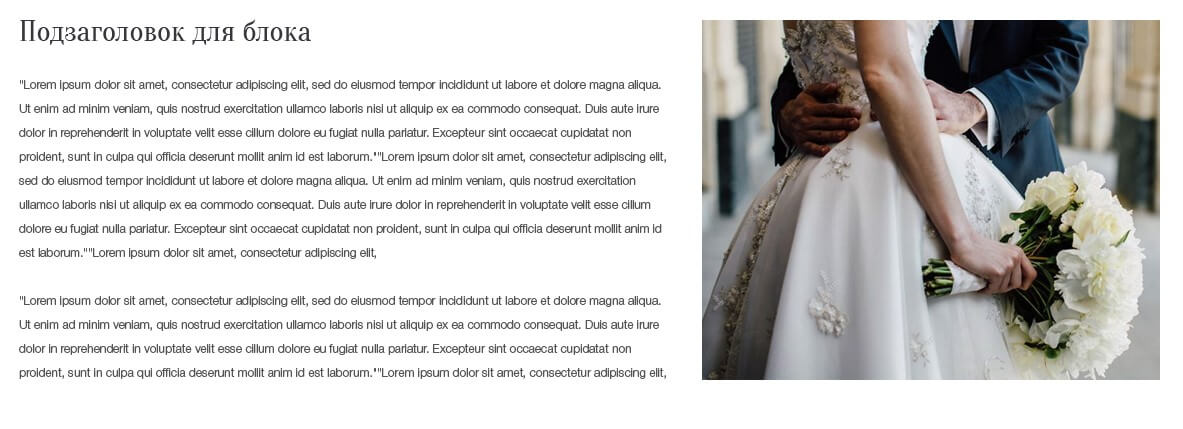 Подзаголовок для блока
"Lorem ipsum dolor sit amet, consectetur adipiscing elit, sed do eiusmod tempor incididunt ut labore et dolore magna aliqua.
Ut enim ad minim veniam, quis nostrud exercitation ullamco laboris nisi ut aliquip ex ea commodo consequat. Duis aute irure
dolor in reprehenderit in voluptate velit esse cillum dolore eu fugiat nulla pariatur. Excepteur sint occaecat cupidatat non
proident, sunt in culpa qui officia deserunt mollit anim id est laborum.""Lorem ipsum dolor sit amet, consectetur adipiscing elit,
sed do eiusmod tempor incididunt ut labore et dolore magna aliqua. Ut enim ad minim veniam, quis nostrud exercitation
ullamco laboris nisi ut aliquip ex ea commodo consequat. Duis aute irure dolor in reprehenderit in voluptate velit esse cillum
dolore eu fugiat nulla pariatur. Excepteur sint occaecat cupidatat non proident, sunt in culpa qui officia deserunt mollit anim id
est laborum.""Lorem ipsum dolor sit amet, consectetur adipiscing elit,
"Lorem ipsum dolor sit amet, consectetur adipiscing elit, sed do eiusmod tempor incididunt ut labore et dolore magna aliqua.
Ut enim ad minim veniam, quis nostrud exercitation ullamco laboris nisi ut aliquip ex ea commodo consequat. Duis aute irure
dolor in reprehenderit in voluptate velit esse cillum dolore eu fugiat nulla pariatur. Excepteur sint occaecat cupidatat non
proident, sunt in culpa qui officia deserunt mollit anim id est laborum.""Lorem ipsum dolor sit amet, consectetur adipiscing elit,